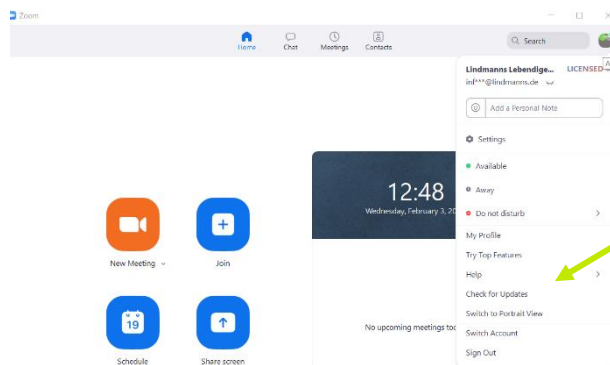 Zoom
Home
Chat
Meetings
Contacts
Search
Lindmanns Lebendige...
LICENSED
inf***@lindmanns.de
Add a Personal Note
Settings
Available
Away
Do not disturb
My Profile
Try Top Features
Help
Check for Updates
Switch to Portrait View
Switch Account
Sign Out
12:48
Wednesday, February 3, 20
New Meeting
Join
19
Schedule
Share screen
No upcoming meetings